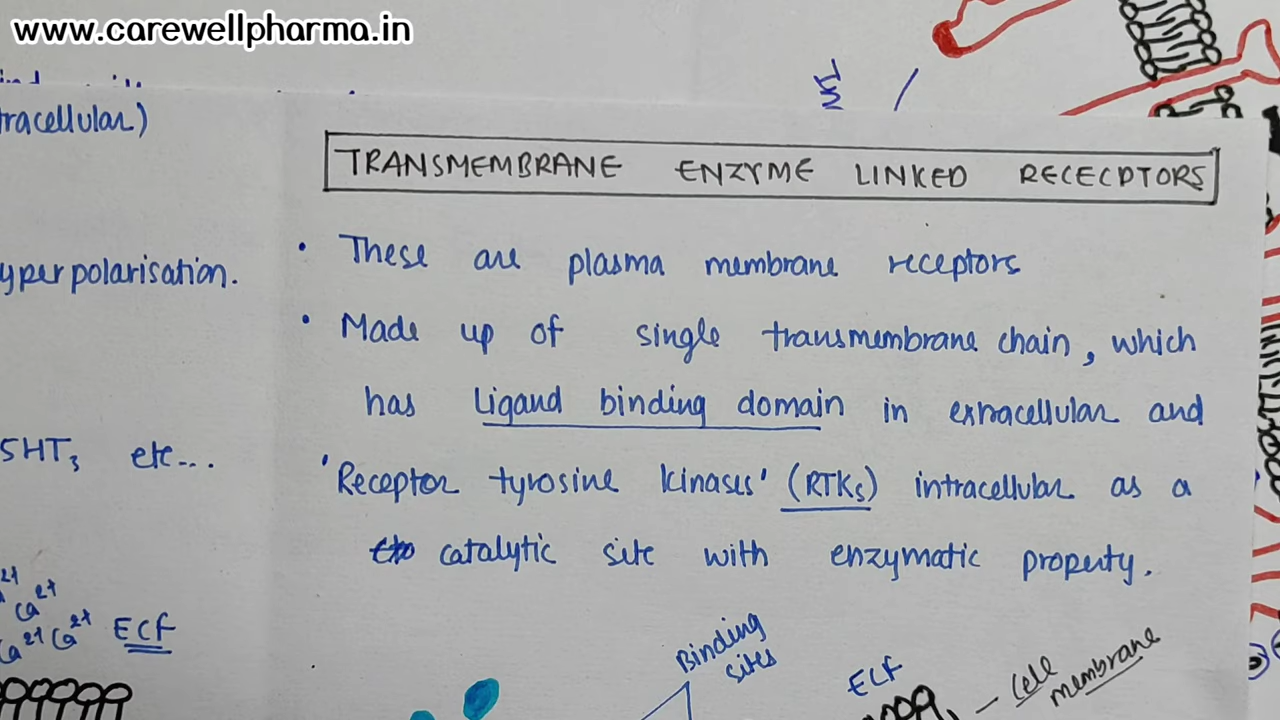 www.carewellpharma.in
tracellular)
TRANSMEMBRANE ENZYME LINKED RECECPTORS
• These are plasma membrane receptors
yperpolarisation.
• Made up of single transmembrane chain, which
has Ligand binding domain in extracellular and
5HT3 etc...
'Receptor tyrosine kinases' (RTKs) intracellular as a
catalytic site with enzymatic property.
Ca2+
Ca2+ Ca2+ ECF
Binding
sites
ECF
Cell
membrane